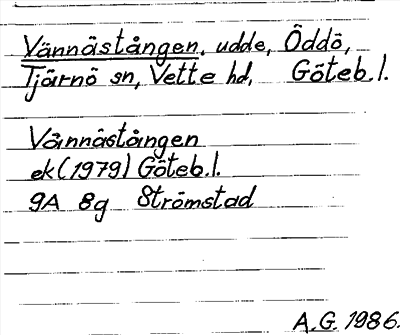 Vännästången, udde, Öddö,
Tjärnö sn, Vette hd, Göteb.l.
Vännästången
ek (1979) Göteb.l.
9A 8g Strömstad
A.G. 1986.